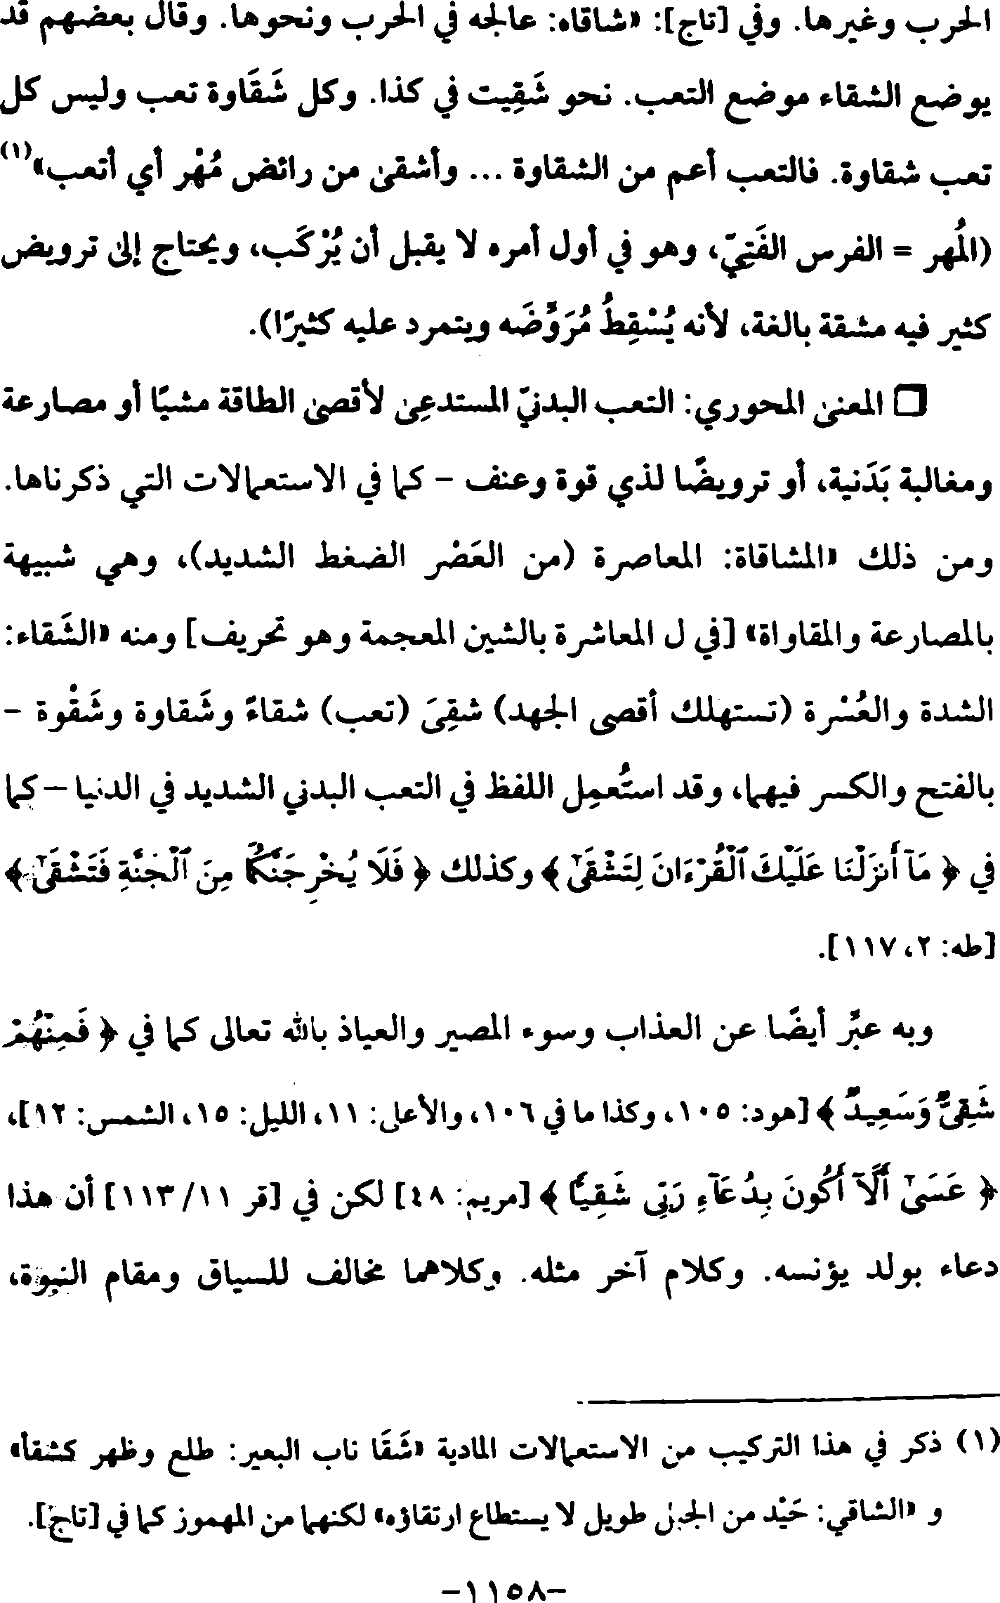 الحرب وغيرها. وفي [تاج]: «شاقاه: عالجه في الحرب ونحوها. وقال بعضهم قد
يوضع الشقاء موضع التعب. نحو شَقِيت في كذا. وكل شَقَاوة تعب وليس كل
تعب شقاوة. فالتعب أعم من الشقاوة ... وأشقىٰ من رائض مُهْر أي أتعب»(١)
(المُهر = الفرس الفَتِيّ، وهو في أول أمره لا يقبل أن يُرْكَب، ويحتاج إلىٰ ترويض
كثير فيه مشقة بالغة، لأنه يُسْقِطُ مُرَوِّضَه ويتمرد عليه كثيرًا).
□ المعنىٰ المحوري: التعب البدنيّ المستدعِىٰ لأقصىٰ الطاقة مشيًا أو مصارعة
ومغالبة بَدَنية، أو ترويضًا لذي قوة وعنف - كما في الاستعمالات التي ذكرناها.
ومن ذلك «المشاقاة: المعاصرة (من العَصْر الضغط الشديد)، وهي شبيهة
بالمصارعة والمقاواة» [في ل المعاشرة بالشين المعجمة وهو تحريف] ومنه «الشَقاء:
الشدة والعُسْرة (تستهلك أقصى الجهد) شقِىَ (تعب) شقاءً وشَقاوة وشَقْوة -
بالفتح والكسر فيهما، وقد استُعمِل اللفظ في التعب البدني الشديد في الدنيا – كما
في ﴿ مَآ أَنزَلْنَا عَلَيْكَ ٱلْقُرْءَانَ لِتَشْقَىٰٓ ﴾ وكذلك ﴿ فَلَا يُخْرِجَنَّكُمَا مِنَ ٱلْجَنَّةِ فَتَشْقَىٰٓ ﴾
[طه: ٢، ١١٧].
وبه عبَّر أيضًا عن العذاب وسوء المصير والعياذ بالله تعالى كما في ﴿ فَمِنْهُمْ
شَقِىٌّ وَسَعِيدٌ ﴾ [هود: ١٠٥، وكذا ما في ١٠٦، والأعلى: ١١، الليل: ١٥، الشمس: ١٢]،
﴿ عَسَىٰٓ أَلَّآ أَكُونَ بِدُعَآءِ رَبِّى شَقِيًّا ﴾ [مريم: ٤٨] لكن في [قر ١١/ ١١٣] أن هذا
دعاء بولد يؤنسه. وكلام آخر مثله. وكلاهما مخالف للسياق ومقام النبوة،
(١) ذكر في هذا التركيب من الاستعمالات المادية «شَقَا ناب البعير: طلع وظهر كشقأ»
و «الشاقي: حَيْد من الجبل طويل لا يستطاع ارتقاؤه» لكنهما من المهموز كما في [تاج].
-١١٥٨-